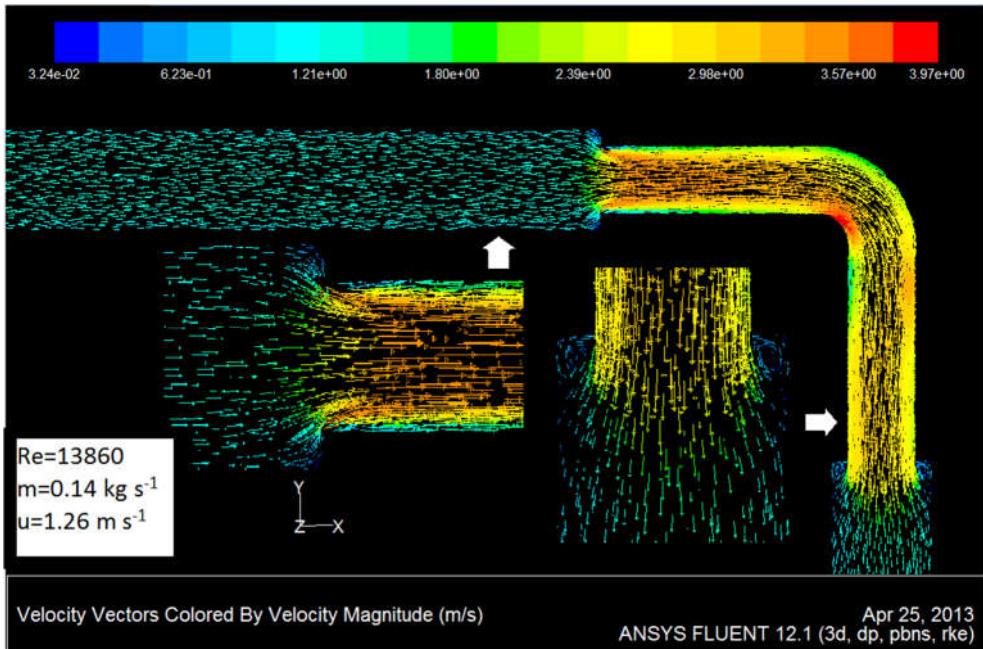 3.24e-02 6.23e-01 1.21e+00 1.80e+00 2.39e+00 2.98e+00 3.57e+00 3.97e+00
Re=13860
m=0.14 kg s⁻¹
u=1.26 m s⁻¹
Y
Z X
Velocity Vectors Colored By Velocity Magnitude (m/s)
Apr 25, 2013
ANSYS FLUENT 12.1 (3d, dp, pbns, rke)